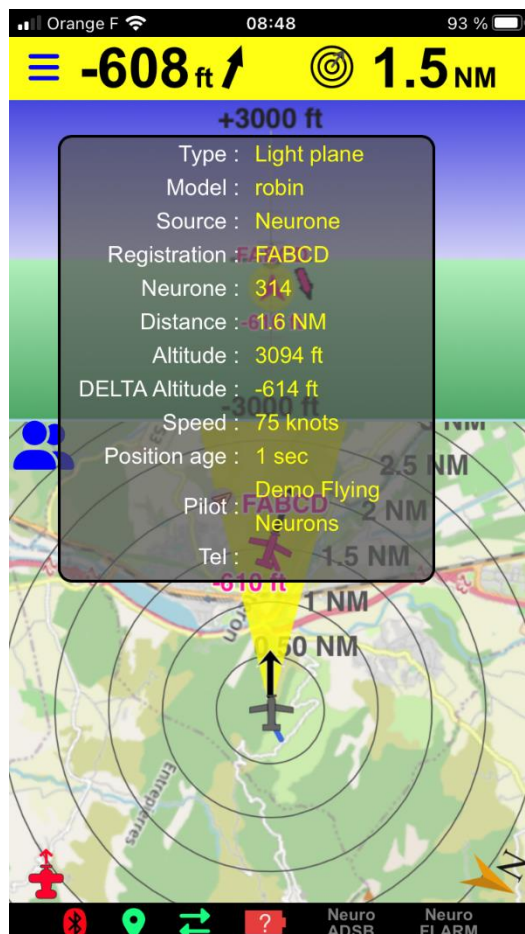 Orange F 08:48 93 %
-608 ft 1.5 NM
+3000 ft
Type : Light plane
Model : robin
Source : Neurone
Registration : FABCD
Neurone : 314
Distance : 1.6 NM
Altitude : 3094 ft
DELTA Altitude : -614 ft
-3000 ft
Speed : 75 knots
Position age : 1 sec
2.5 NM
Pilot : Demo Flying
Neurons
FABCD
2 NM
Tel :
1.5 NM
-610 ft
1 NM
0.50 NM
Entrepierres
N
? Neuro Neuro
ADSB FLARM